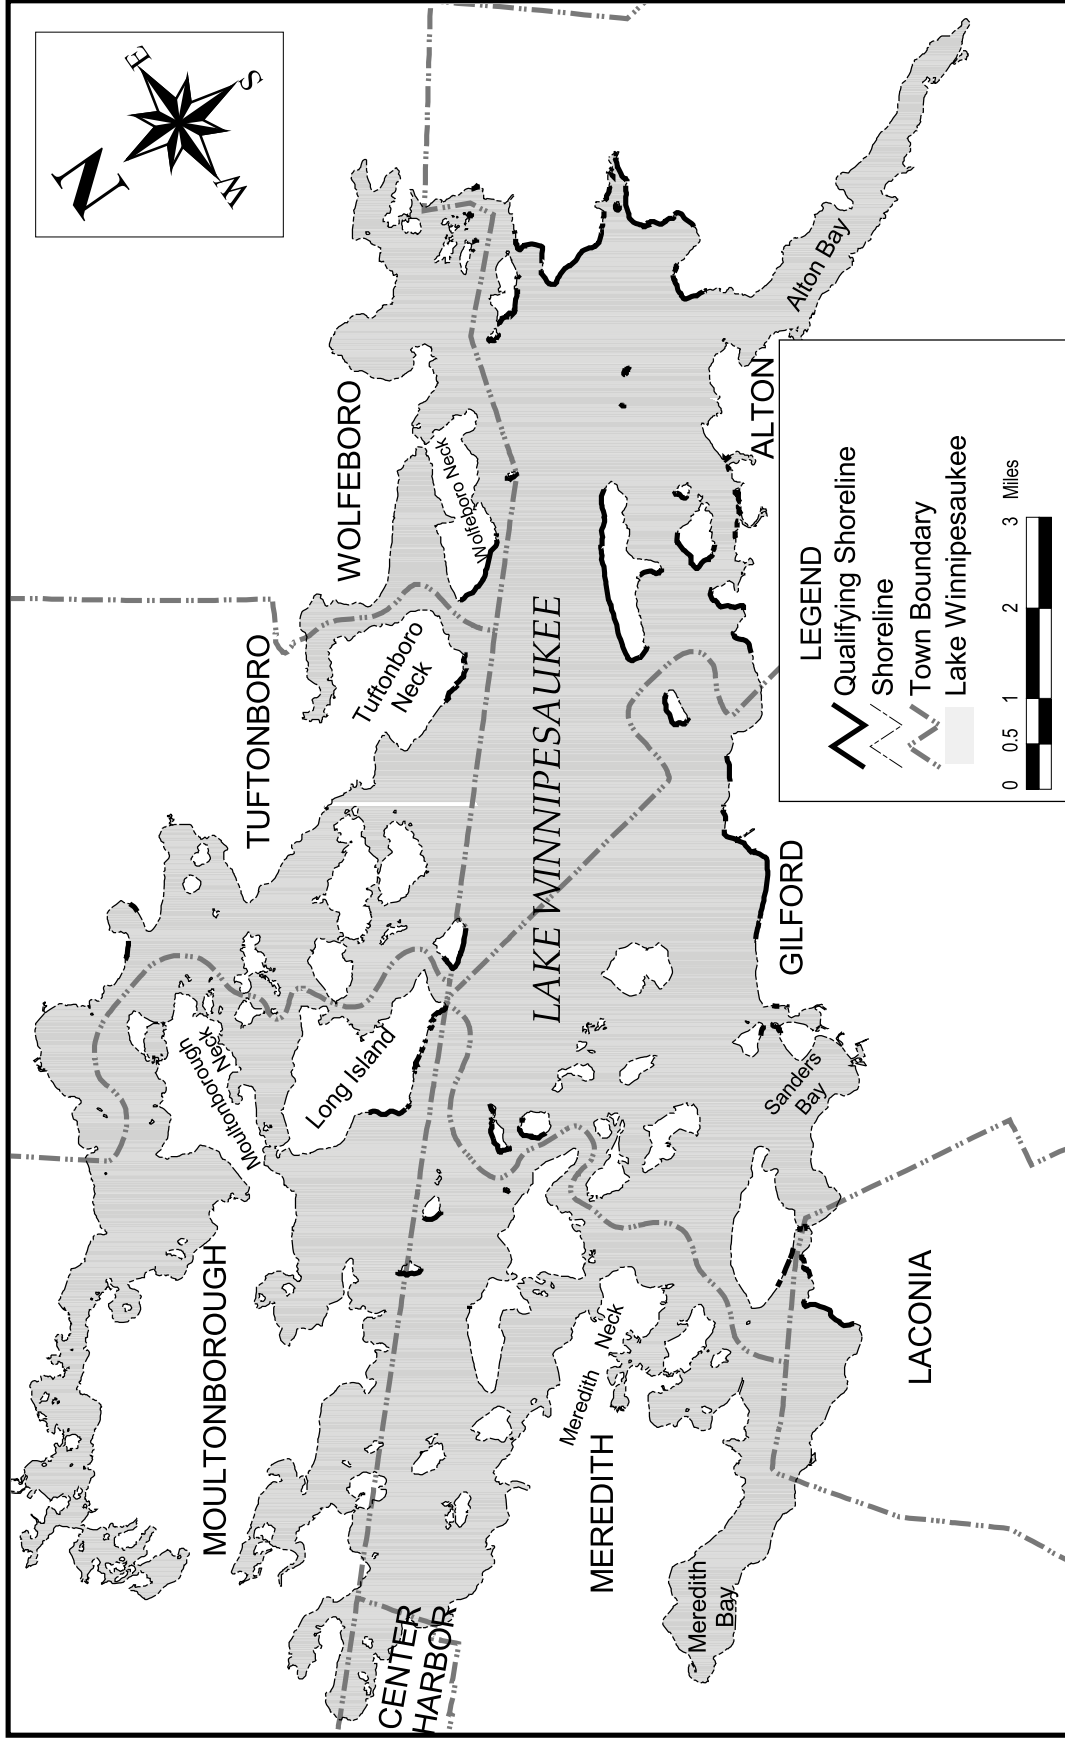 N
E
S
W
WOLFEBORO
Wolfeboro Neck
TUFTONBORO
Tuftonboro
Neck
Moultonborough
Neck
Long Island
MOULTONBOROUGH
LAKE WINNIPESAUKEE
Alton Bay
ALTON
GILFORD
Sanders
Bay
LACONIA
Meredith
Neck
MEREDITH
Meredith
Bay
CENTER
HARBOR
LEGEND
Qualifying Shoreline
Shoreline
Town Boundary
Lake Winnipesaukee
0 0.5 1 2 3 Miles